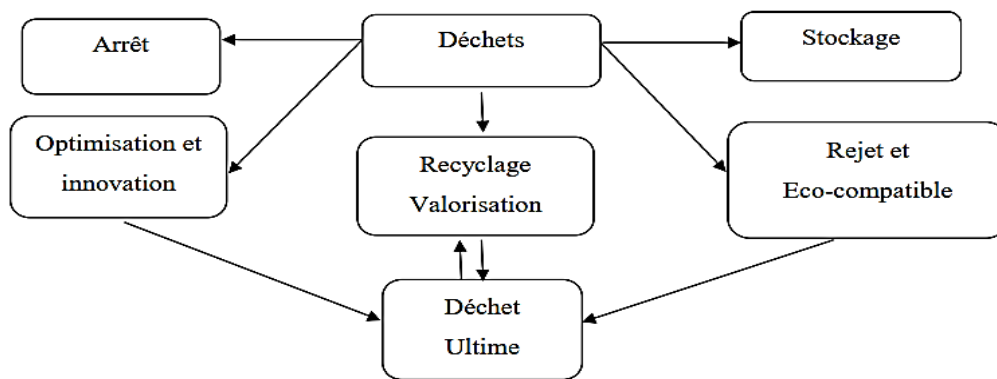 Arrêt
Déchets
Stockage
Optimisation et
innovation
Recyclage
Valorisation
Rejet et
Eco-compatible
Déchet
Ultime